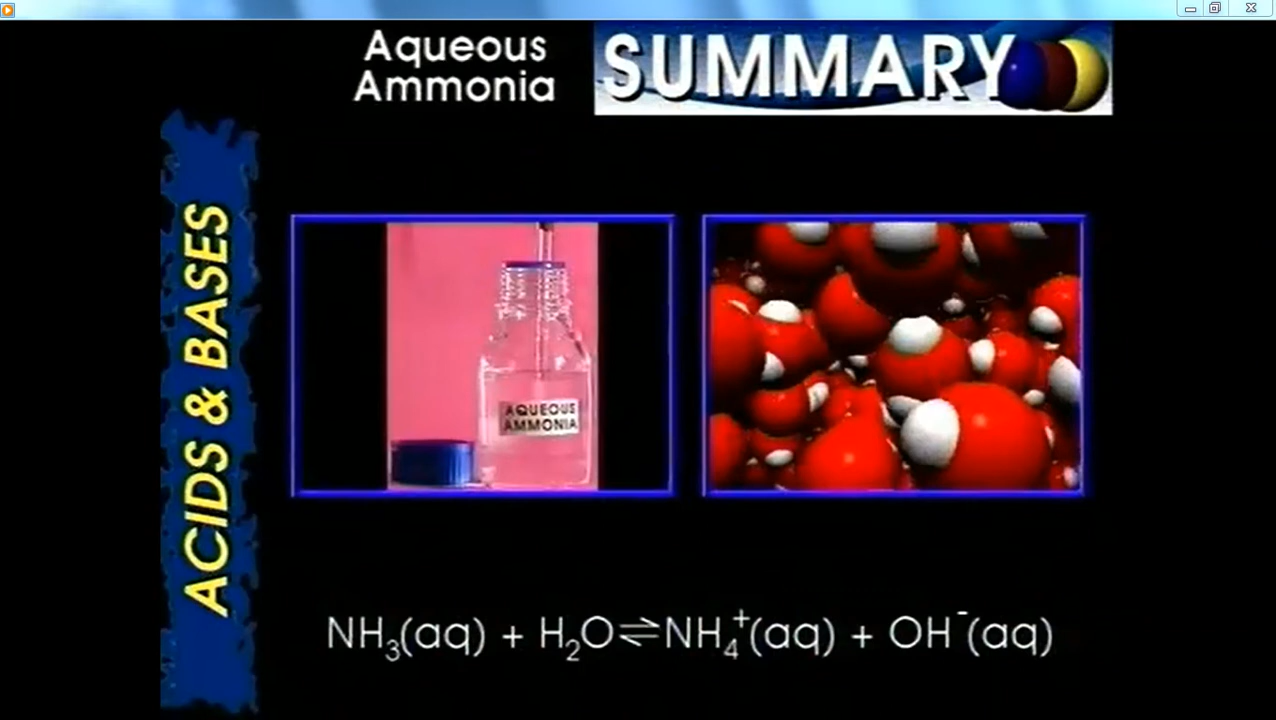 Aqueous
Ammonia
SUMMARY
ACIDS & BASES
AQUEOUS
AMMONIA
NH₃(aq) + H₂O⇌NH₄⁺(aq) + OH⁻(aq)